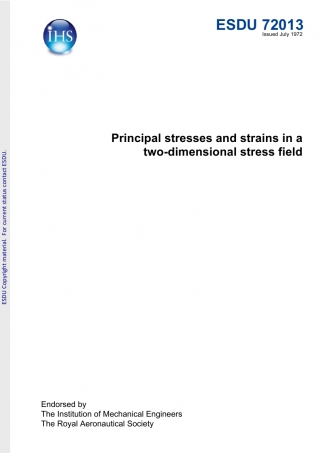 IHS
ESDU 72013
Issued July 1972
Principal stresses and strains in a
two-dimensional stress field
ESDU Copyright material. For current status contact ESDU.
Endorsed by
The Institution of Mechanical Engineers
The Royal Aeronautical Society